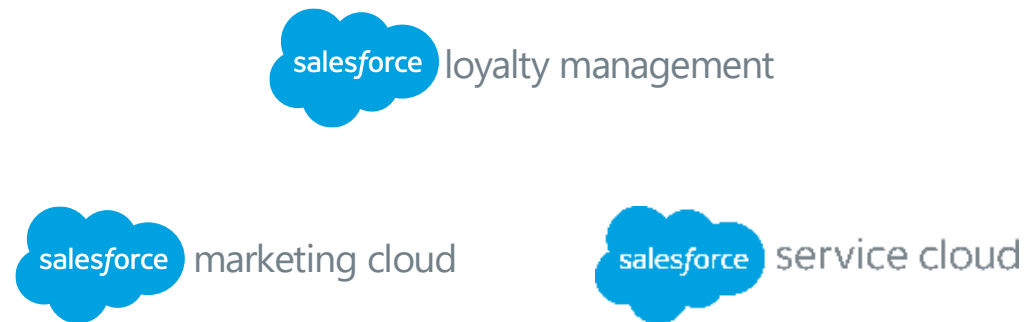 salesforce loyalty management
salesforce marketing cloud
salesforce service cloud